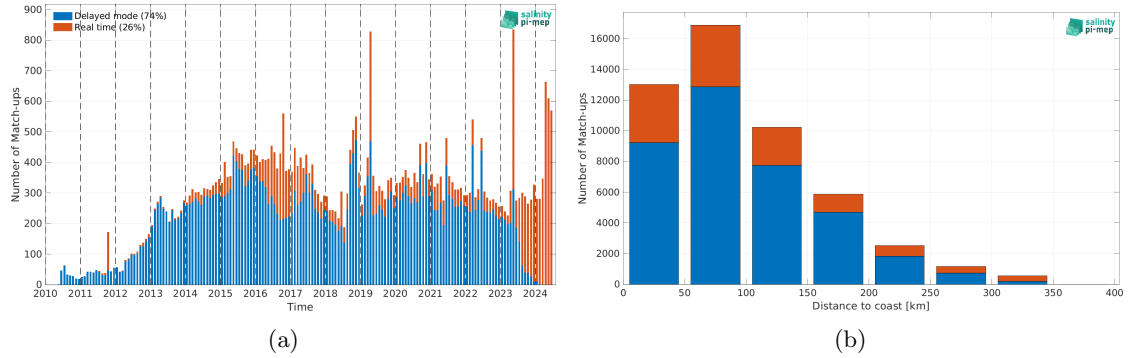 900
800
700
600
500
400
300
200
100
0
Number of Match-ups
Delayed mode (74%)
Real time (26%)
salinity
pi-mep
2010 2011 2012 2013 2014 2015 2016 2017 2018 2019 2020 2021 2022 2023 2024
Time
(a)
16000
14000
12000
10000
8000
6000
4000
2000
0
Number of Match-ups
salinity
pi-mep
0 50 100 150 200 250 300 350 400
Distance to coast [km]
(b)